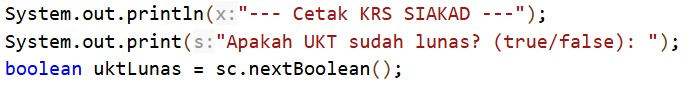 System.out.println(x:"--- Cetak KRS SIAKAD ---");
System.out.print(s:"Apakah UKT sudah lunas? (true/false): ");
boolean uktLunas = sc.nextBoolean();